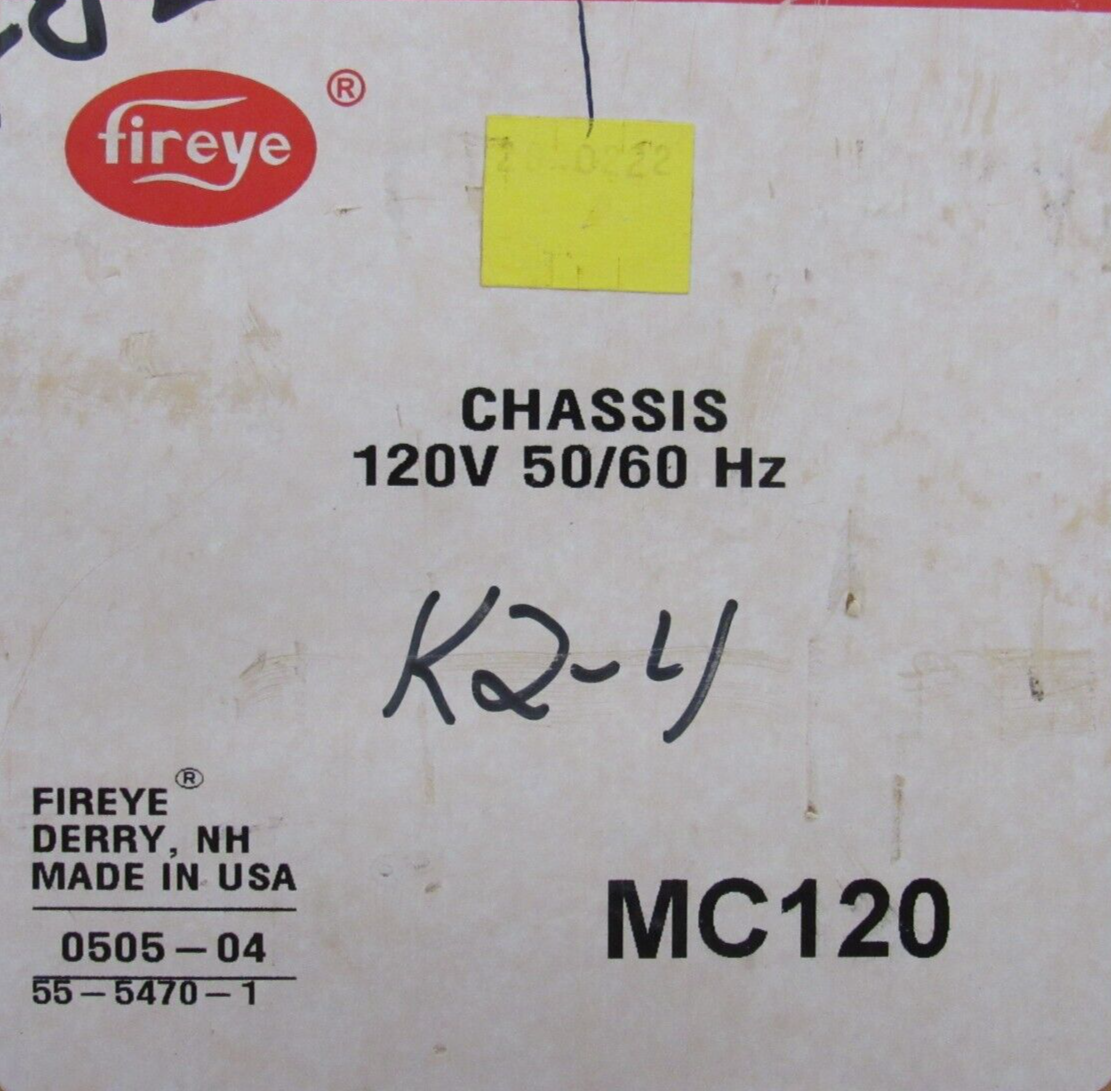 fireye ®
CHASSIS
120V 50/60 Hz
K2-4
FIREYE ®
DERRY, NH
MADE IN USA
0505-04
55-5470-1
MC120